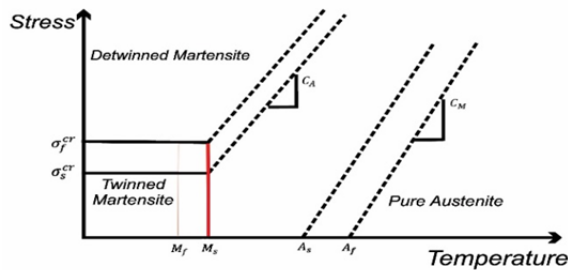 Stress
Detwinned Martensite
C_A
C_M
σ_f^cr
σ_s^cr
Twinned
Martensite
Pure Austenite
M_f
M_s
A_s
A_f
Temperature